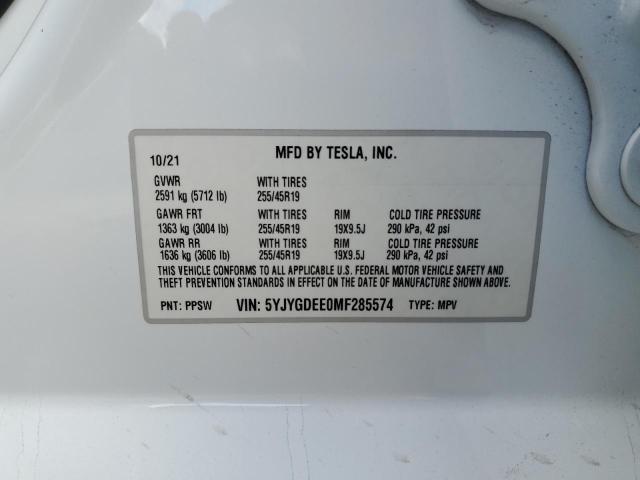 10/21 MFD BY TESLA, INC.
GVWR WITH TIRES
2591 kg (5712 lb) 255/45R19
GAWR FRT WITH TIRES RIM COLD TIRE PRESSURE
1363 kg (3004 lb) 255/45R19 19X9.5J 290 kPa, 42 psi
GAWR RR WITH TIRES RIM COLD TIRE PRESSURE
1636 kg (3606 lb) 255/45R19 19X9.5J 290 kPa, 42 psi
THIS VEHICLE CONFORMS TO ALL APPLICABLE U.S. FEDERAL MOTOR VEHICLE SAFETY AND
THEFT PREVENTION STANDARDS IN EFFECT ON THE DATE OF MANUFACTURE SHOWN ABOVE.
PNT: PPSW VIN: 5YJYGDEE0MF285574 TYPE: MPV